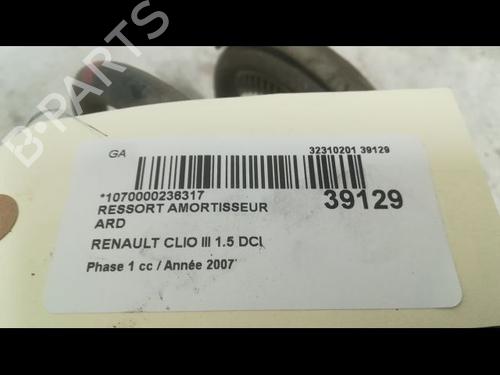 B-PARTS
GA
32310201 39129
*1070000236317
39129
RESSORT AMORTISSEUR
ARD
RENAULT CLIO III 1.5 DCI
Phase 1 cc / Année 2007